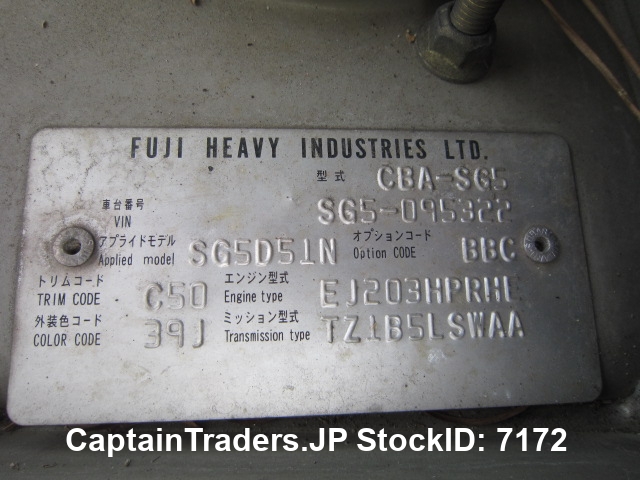 FUJI HEAVY INDUSTRIES LTD.
型式 CBA-SG5
車台番号 VIN SG5-095322
アプライドモデル Applied model SG5D51N オプションコード Option CODE BBC
トリムコード TRIM CODE C50 エンジン型式 Engine type EJ203HPRHE
外装色コード COLOR CODE 39J ミッション型式 Transmission type TZ1B5LSWAA
CaptainTraders.JP StockID: 7172